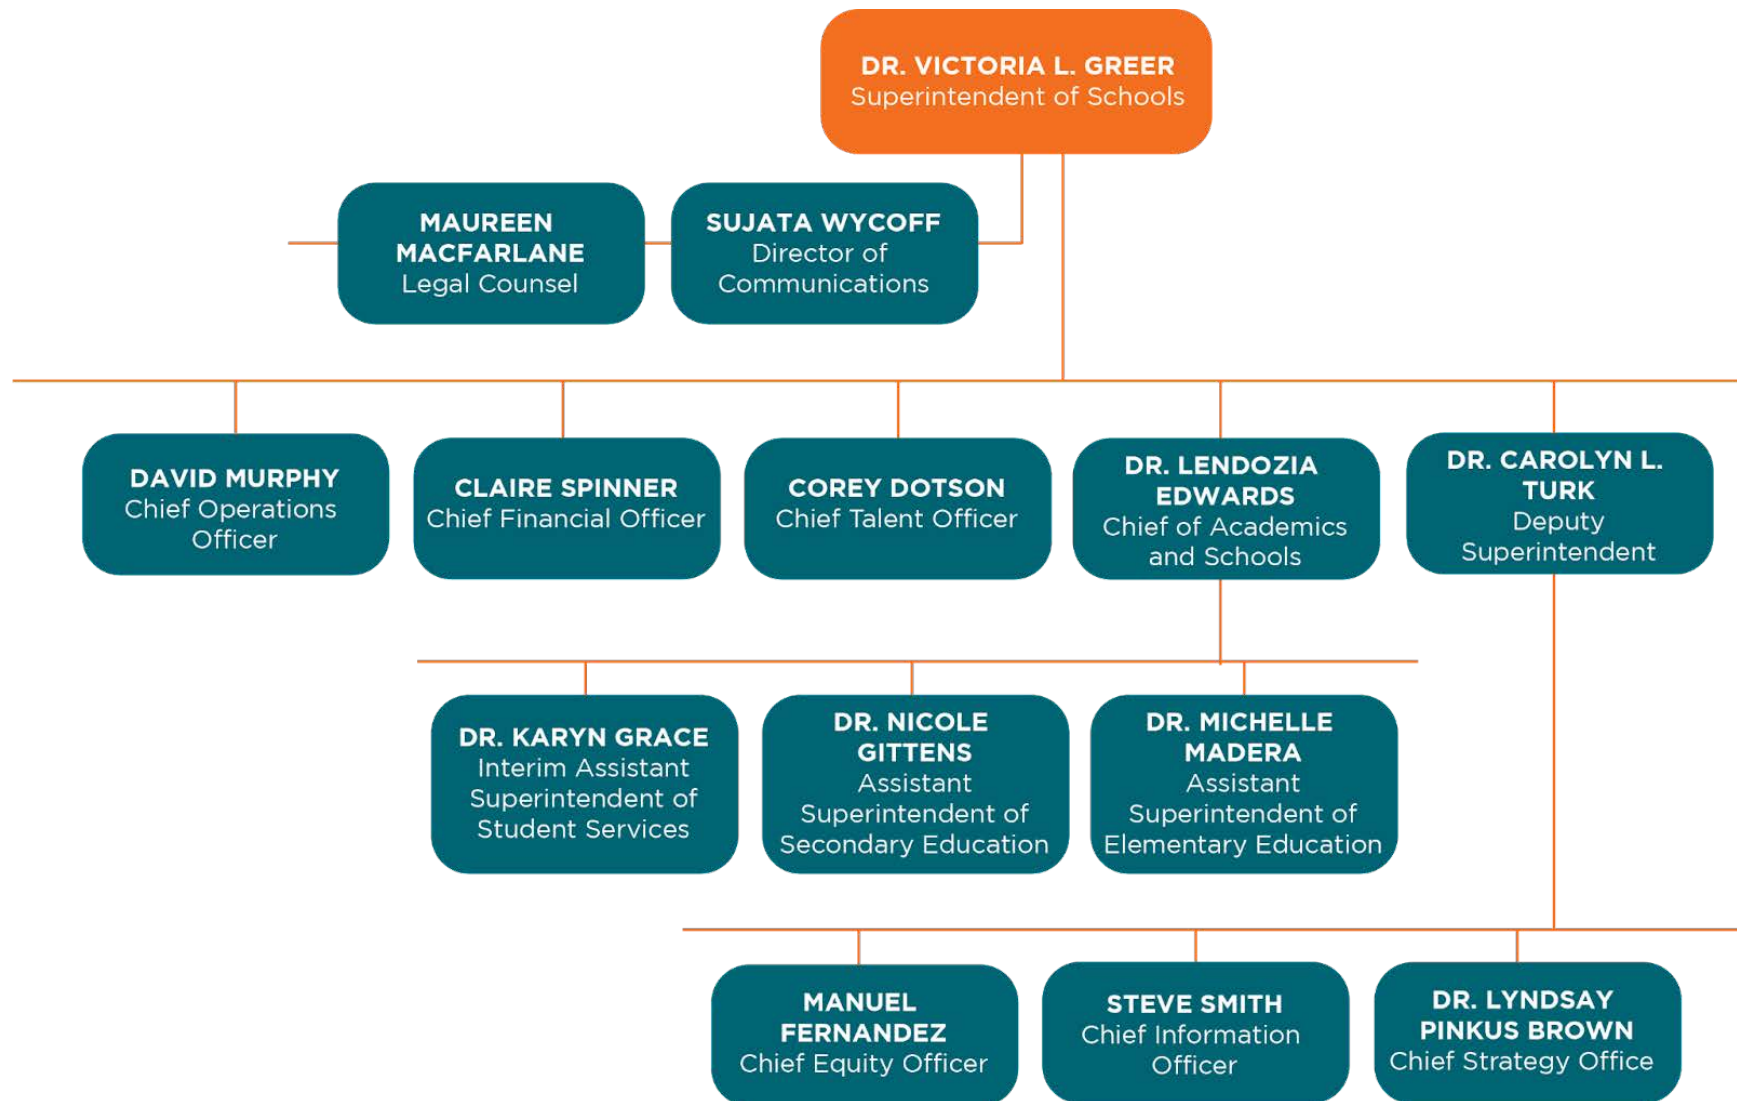 DR. VICTORIA L. GREER
Superintendent of Schools
MAUREEN
MACFARLANE
Legal Counsel
SUJATA WYCOFF
Director of
Communications
DAVID MURPHY
Chief Operations
Officer
CLAIRE SPINNER
Chief Financial Officer
COREY DOTSON
Chief Talent Officer
DR. LENDOZIA
EDWARDS
Chief of Academics
and Schools
DR. CAROLYN L.
TURK
Deputy
Superintendent
DR. KARYN GRACE
Interim Assistant
Superintendent of
Student Services
DR. NICOLE
GITTENS
Assistant
Superintendent of
Secondary Education
DR. MICHELLE
MADERA
Assistant
Superintendent of
Elementary Education
MANUEL
FERNANDEZ
Chief Equity Officer
STEVE SMITH
Chief Information
Officer
DR. LYNDSAY
PINKUS BROWN
Chief Strategy Office